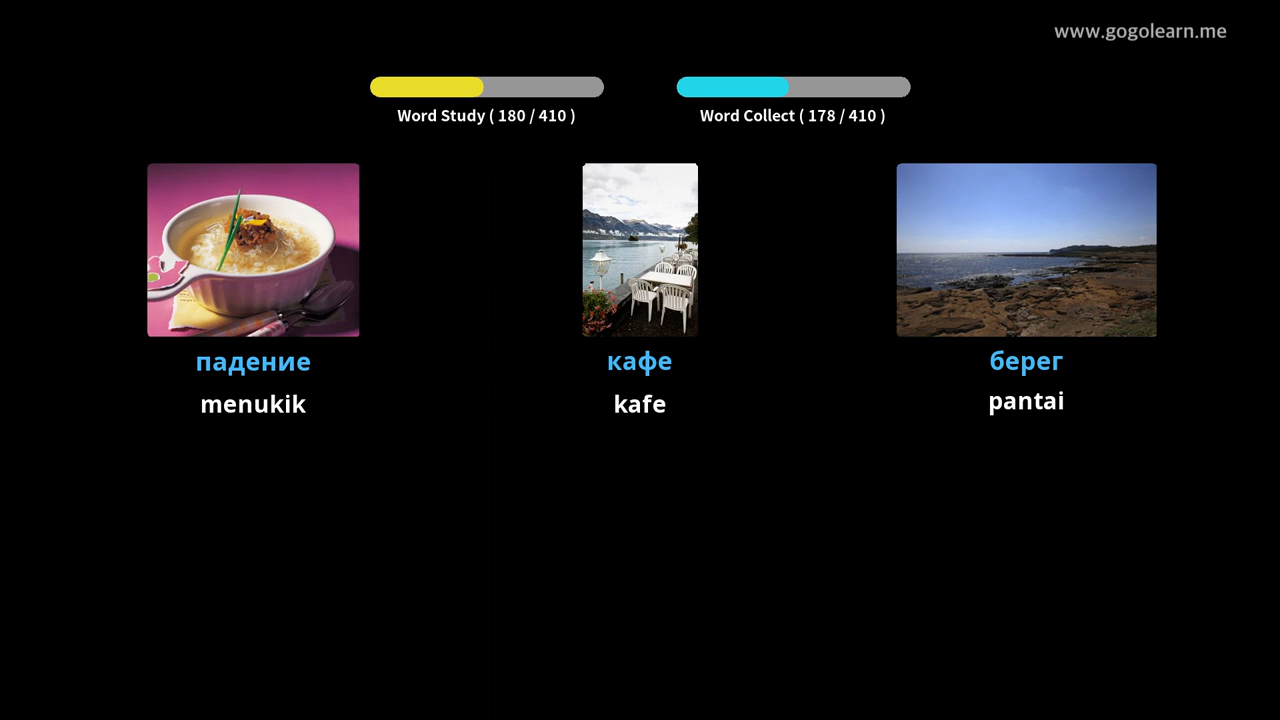 www.gogolearn.me
Word Study ( 180 / 410 )
Word Collect ( 178 / 410 )
падение
кафе
берег
menukik
kafe
pantai